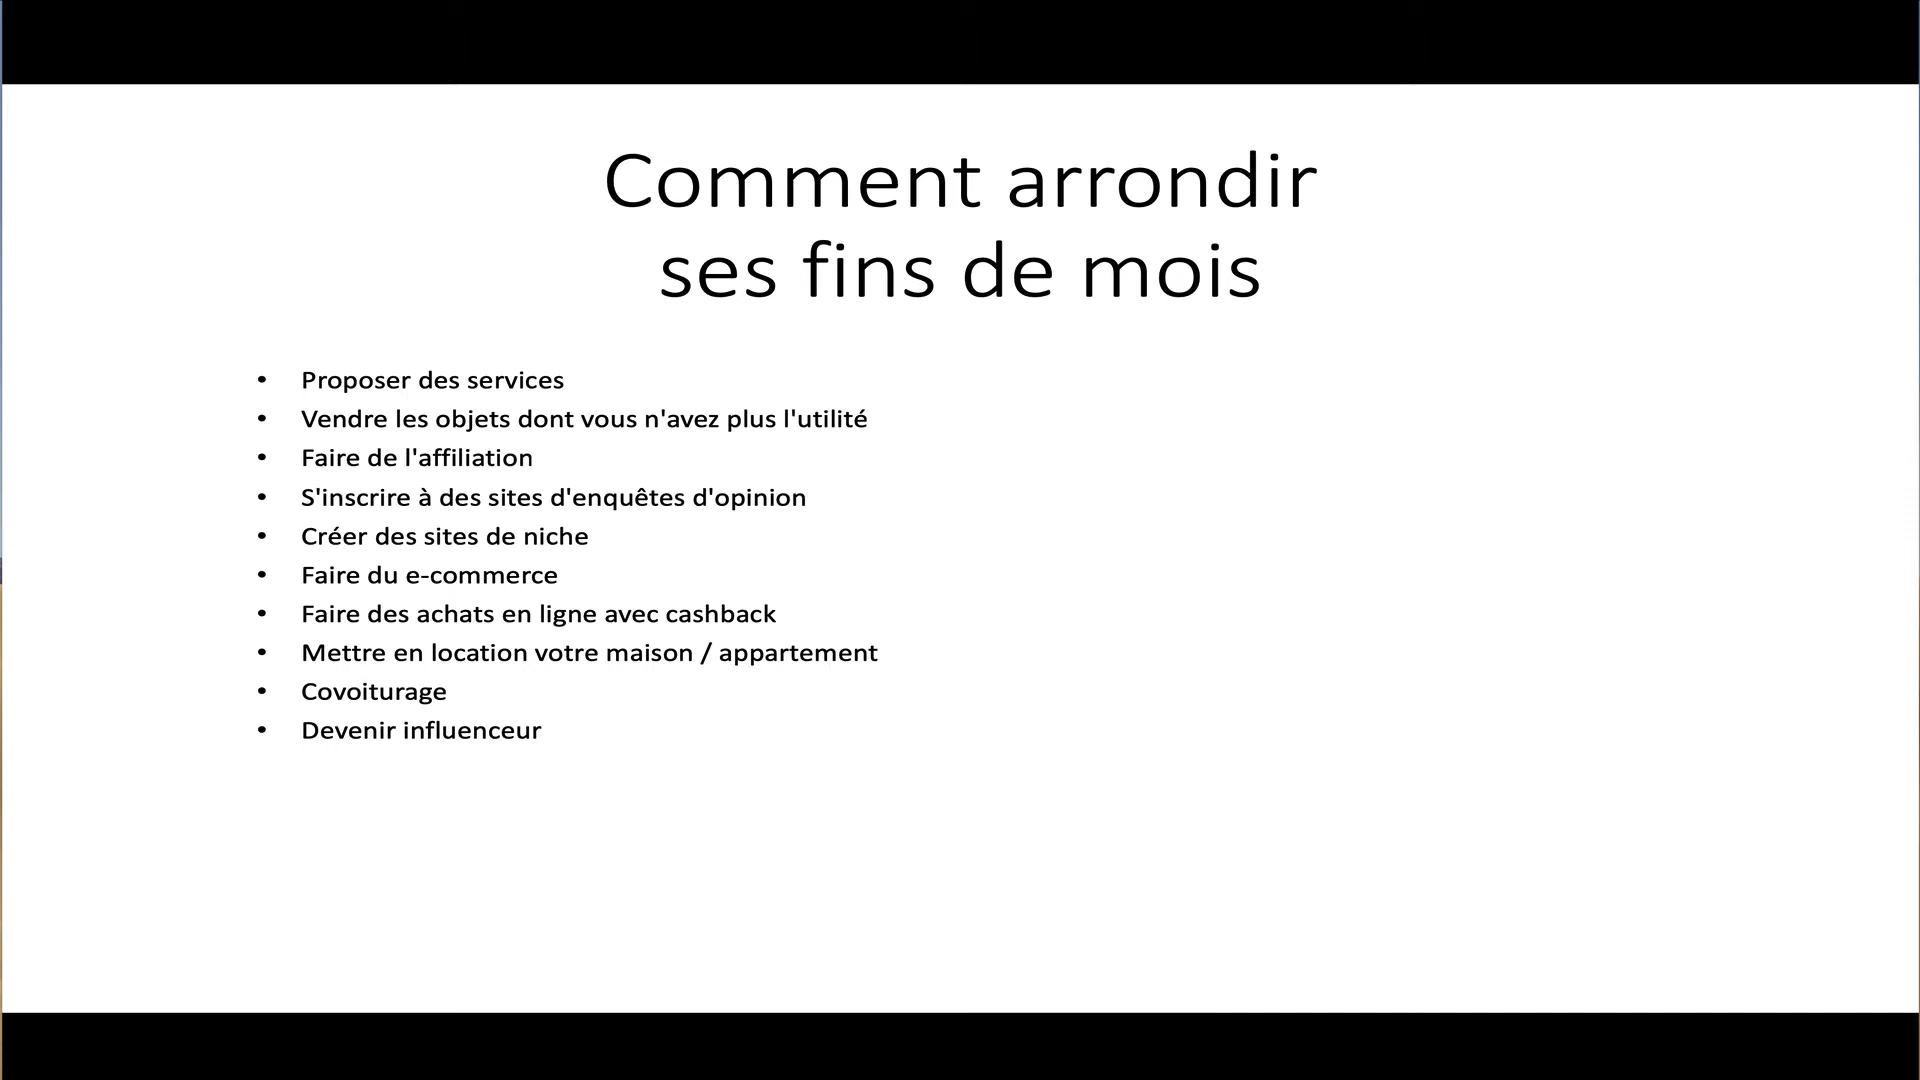 Comment arrondir
ses fins de mois
• Proposer des services
• Vendre les objets dont vous n'avez plus l'utilité
• Faire de l'affiliation
• S'inscrire à des sites d'enquêtes d'opinion
• Créer des sites de niche
• Faire du e-commerce
• Faire des achats en ligne avec cashback
• Mettre en location votre maison / appartement
• Covoiturage
• Devenir influenceur